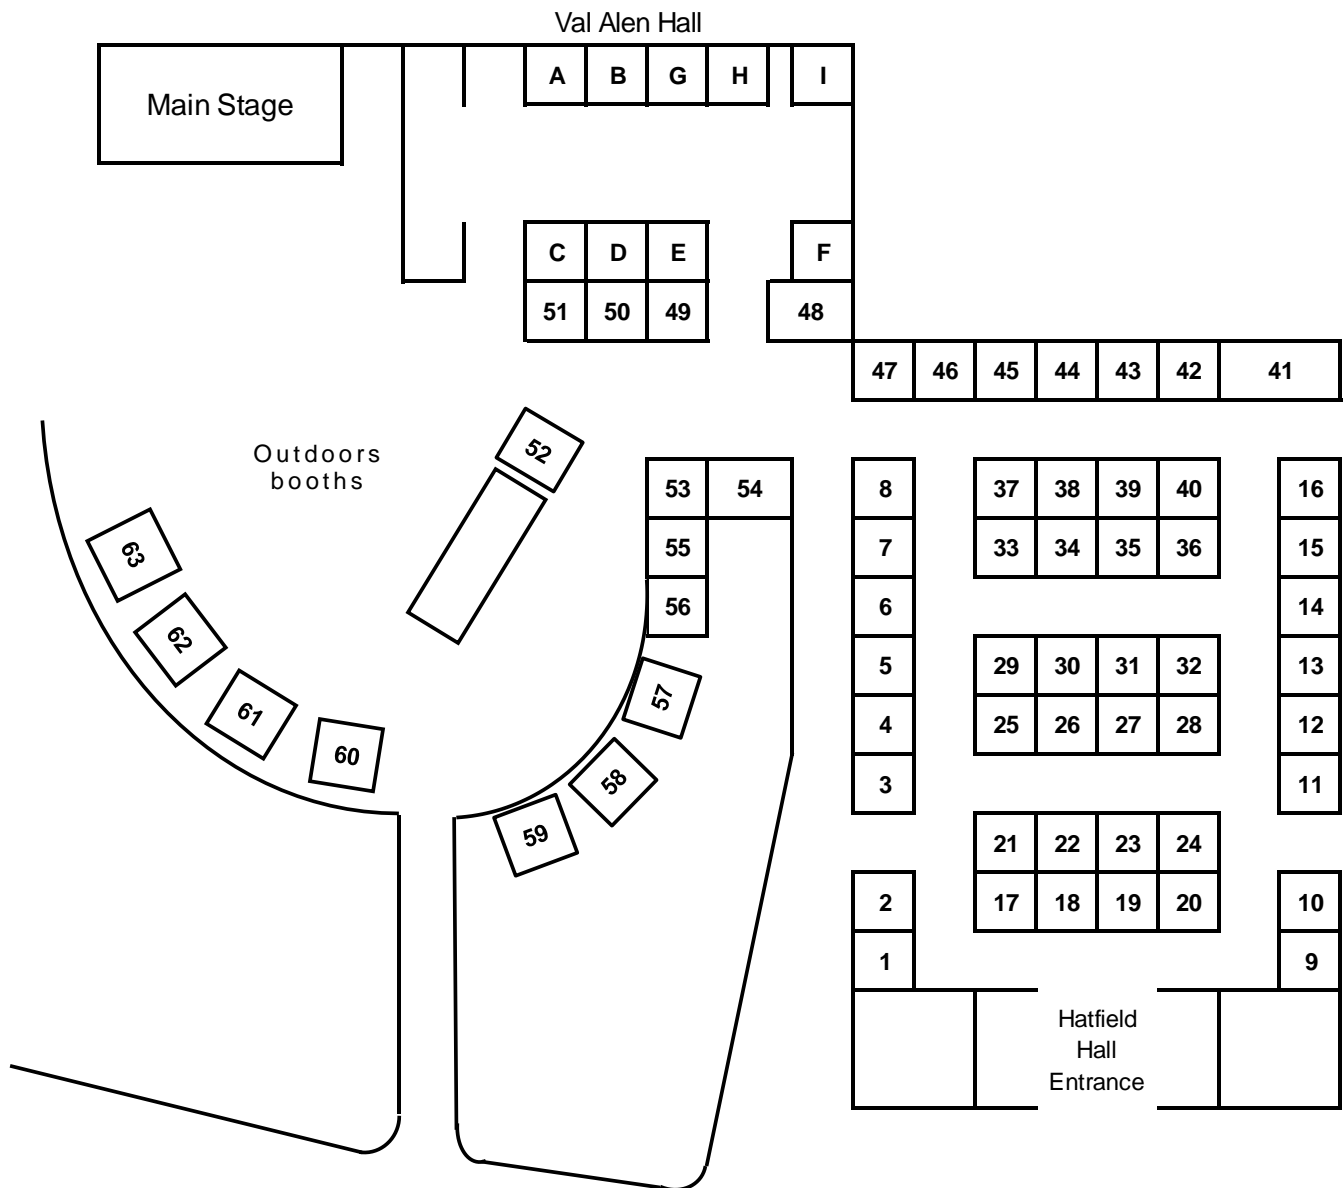 Val Alen Hall
Main Stage
A B G H I
C D E F
51 50 49 48
47 46 45 44 43 42 41
Outdoors
booths
52
53 54 8 37 38 39 40 16
63 55 7 33 34 35 36 15
62 56 6 14
61 57 5 29 30 31 32 13
60 4 25 26 27 28 12
58 3 11
59 21 22 23 24
2 17 18 19 20 10
1 9
Hatfield
Hall
Entrance